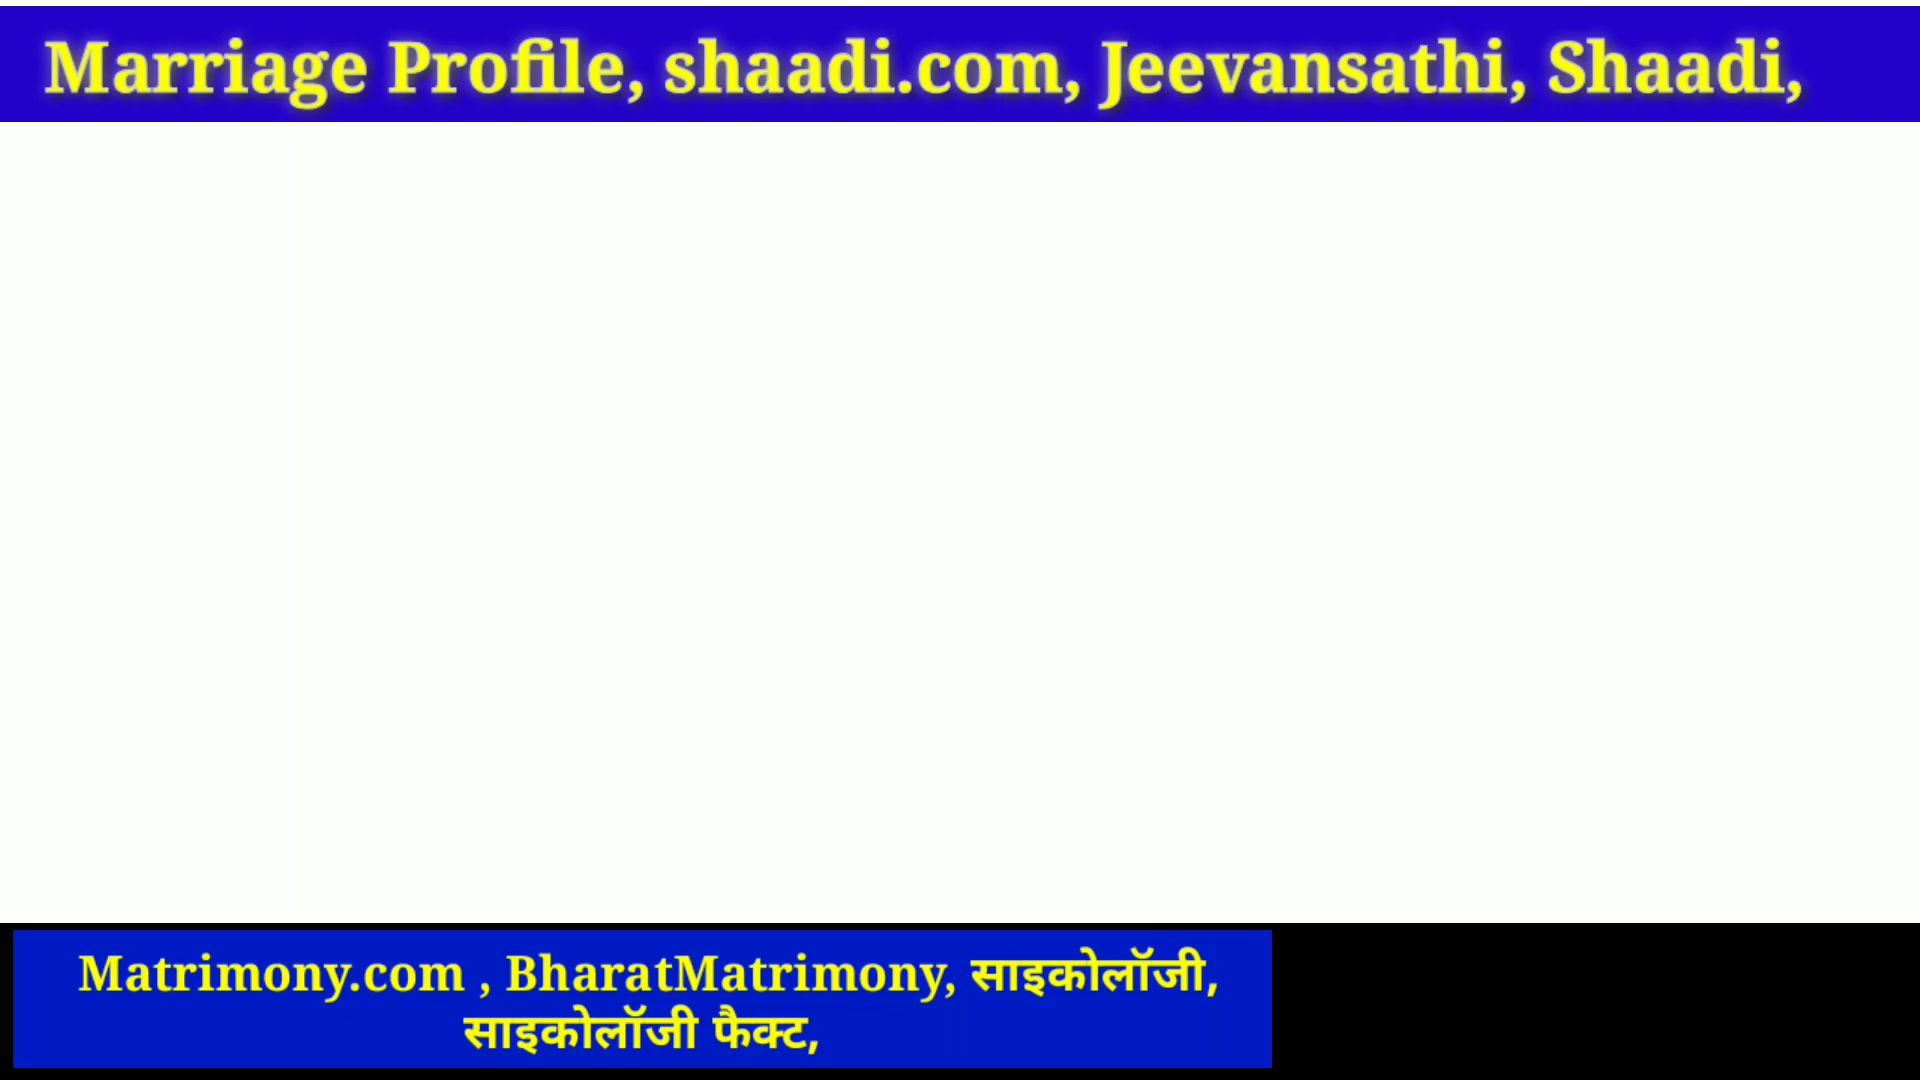 Marriage Profile, shaadi.com, Jeevansathi, Shaadi,
Matrimony.com , BharatMatrimony, साइकोलॉजी,
साइकोलॉजी फैक्ट,